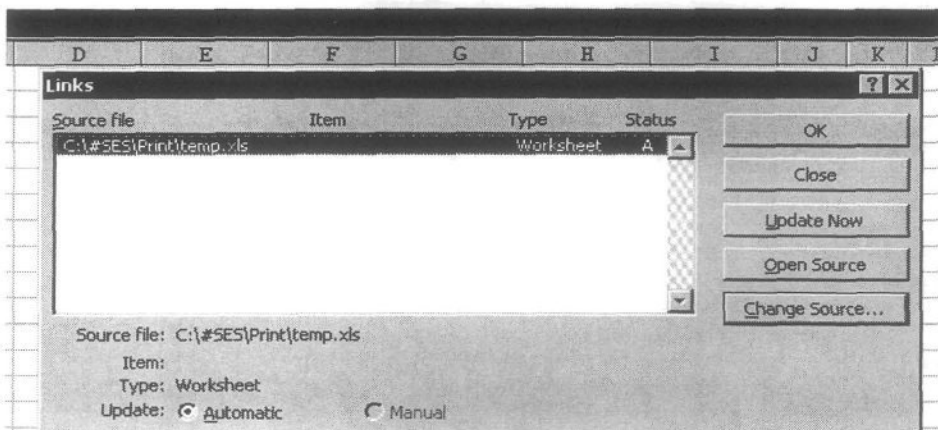 D E F G H I J K
Links
Source file Item Type Status
C:\#SES\Print\temp.xls Worksheet A
OK
Close
Update Now
Open Source
Change Source...
Source file: C:\#SES\Print\temp.xls
Item:
Type: Worksheet
Update: Automatic Manual